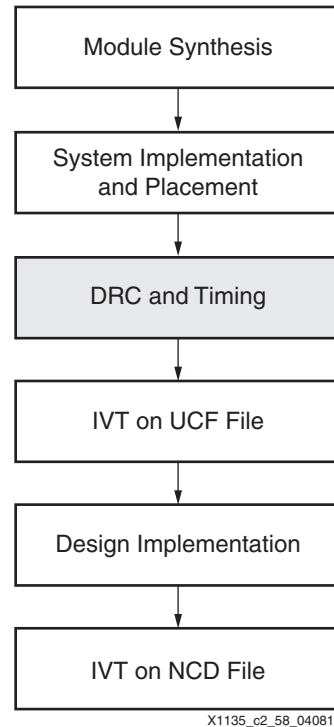 Module Synthesis
System Implementation
and Placement
DRC and Timing
IVT on UCF File
Design Implementation
IVT on NCD File
X1135_c2_58_04081